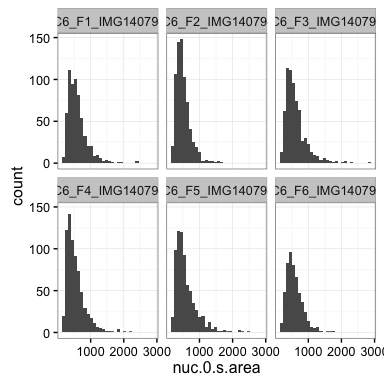 C6_F1_IMG14079 C6_F2_IMG14079 C6_F3_IMG14079
150
100
50
0
C6_F4_IMG14079 C6_F5_IMG14079 C6_F6_IMG14079
150
100
50
0
count
1000 2000 3000 1000 2000 3000 1000 2000 3000
nuc.0.s.area